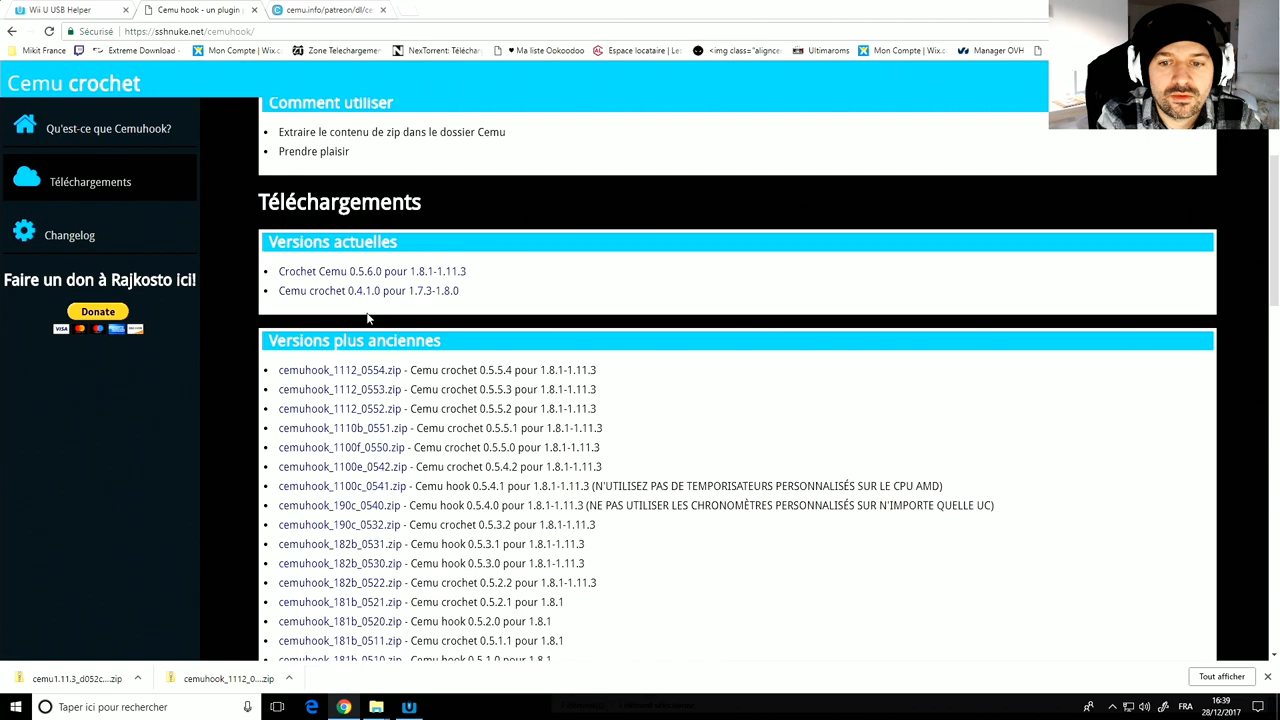 Wii U USB Helper
Cemu hook - un plugin
cemu.info/patreon/dl/ce
Sécurisé
https://sshnuke.net/cemuhook/
Mikit France
Extreme Download -
Mon Compte | Wix.c
Zone Telechargemen
NexTorrent: Télécharg
♥ Ma liste Ookoodoo
Espace locataire | Le
<img class="aligner
Ultimaroms
Mon Compte | Wix.c
Manager OVH
Cemu crochet
Qu'est-ce que Cemuhook?
Téléchargements
Changelog
Faire un don à Rajkosto ici!
Donate
VISA
Comment utiliser
Extraire le contenu de zip dans le dossier Cemu
Prendre plaisir
Téléchargements
Versions actuelles
Crochet Cemu 0.5.6.0 pour 1.8.1-1.11.3
Cemu crochet 0.4.1.0 pour 1.7.3-1.8.0
Versions plus anciennes
cemuhook_1112_0554.zip - Cemu crochet 0.5.5.4 pour 1.8.1-1.11.3
cemuhook_1112_0553.zip - Cemu crochet 0.5.5.3 pour 1.8.1-1.11.3
cemuhook_1112_0552.zip - Cemu crochet 0.5.5.2 pour 1.8.1-1.11.3
cemuhook_1110b_0551.zip - Cemu crochet 0.5.5.1 pour 1.8.1-1.11.3
cemuhook_1100f_0550.zip - Cemu crochet 0.5.5.0 pour 1.8.1-1.11.3
cemuhook_1100e_0542.zip - Cemu crochet 0.5.4.2 pour 1.8.1-1.11.3
cemuhook_1100c_0541.zip - Cemu hook 0.5.4.1 pour 1.8.1-1.11.3 (N'UTILISEZ PAS DE TEMPORISATEURS PERSONNALISÉS SUR LE CPU AMD)
cemuhook_190c_0540.zip - Cemu hook 0.5.4.0 pour 1.8.1-1.11.3 (NE PAS UTILISER LES CHRONOMÈTRES PERSONNALISÉS SUR N'IMPORTE QUELLE UC)
cemuhook_190c_0532.zip - Cemu crochet 0.5.3.2 pour 1.8.1-1.11.3
cemuhook_182b_0531.zip - Cemu hook 0.5.3.1 pour 1.8.1-1.11.3
cemuhook_182b_0530.zip - Cemu hook 0.5.3.0 pour 1.8.1-1.11.3
cemuhook_182b_0522.zip - Cemu crochet 0.5.2.2 pour 1.8.1-1.11.3
cemuhook_181b_0521.zip - Cemu crochet 0.5.2.1 pour 1.8.1
cemuhook_181b_0520.zip - Cemu hook 0.5.2.0 pour 1.8.1
cemuhook_181b_0511.zip - Cemu crochet 0.5.1.1 pour 1.8.1
cemuhook_181b_0510.zip - Cemu hook 0.5.1.0 pour 1.8.1
cemu1.11.3_d052c....zip
cemuhook_1112_0....zip
Tout afficher
Taper ici pour rechercher
FRA
16:39
28/12/2017